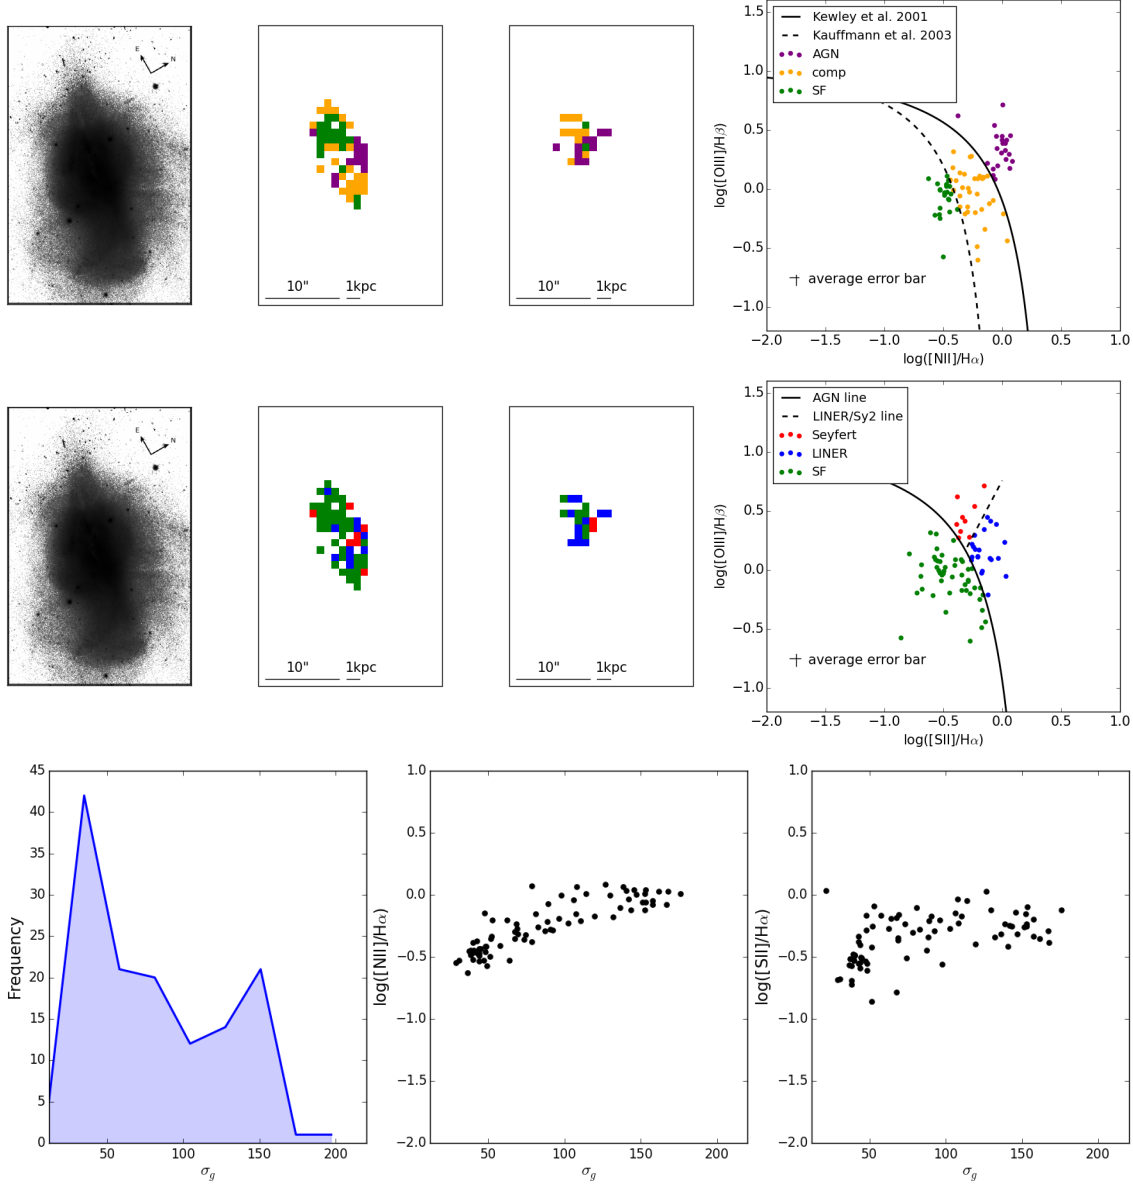 E
N
10"
1kpc
10"
1kpc
Kewley et al. 2001
Kauffmann et al. 2003
AGN
comp
SF
average error bar
1.5
1.0
0.5
0.0
−0.5
−1.0
−2.0
−1.5
−1.0
−0.5
0.0
0.5
1.0
log([OIII]/Hβ)
log([NII]/Hα)
E
N
10"
1kpc
10"
1kpc
AGN line
LINER/Sy2 line
Seyfert
LINER
SF
average error bar
1.5
1.0
0.5
0.0
−0.5
−1.0
−2.0
−1.5
−1.0
−0.5
0.0
0.5
1.0
log([OIII]/Hβ)
log([SII]/Hα)
45
40
35
30
25
20
15
10
5
0
50
100
150
200
Frequency
σg
1.0
0.5
0.0
−0.5
−1.0
−1.5
−2.0
50
100
150
200
log([NII]/Hα)
σg
1.0
0.5
0.0
−0.5
−1.0
−1.5
−2.0
50
100
150
200
log([SII]/Hα)
σg